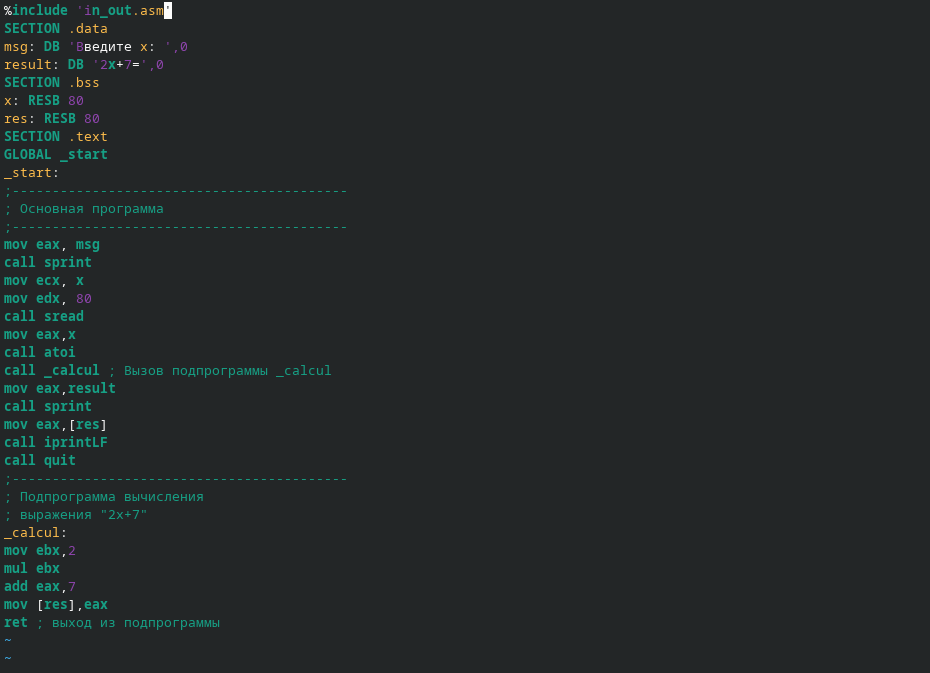 %include 'in_out.asm'
SECTION .data
msg: DB 'Введите x: ',0
result: DB '2x+7=',0
SECTION .bss
x: RESB 80
res: RESB 80
SECTION .text
GLOBAL _start
_start:
;------------------------------------------
; Основная программа
;------------------------------------------
mov eax, msg
call sprint
mov ecx, x
mov edx, 80
call sread
mov eax,x
call atoi
call _calcul ; Вызов подпрограммы _calcul
mov eax,result
call sprint
mov eax,[res]
call iprintLF
call quit
;------------------------------------------
; Подпрограмма вычисления
; выражения "2x+7"
_calcul:
mov ebx,2
mul ebx
add eax,7
mov [res],eax
ret ; выход из подпрограммы
~
~